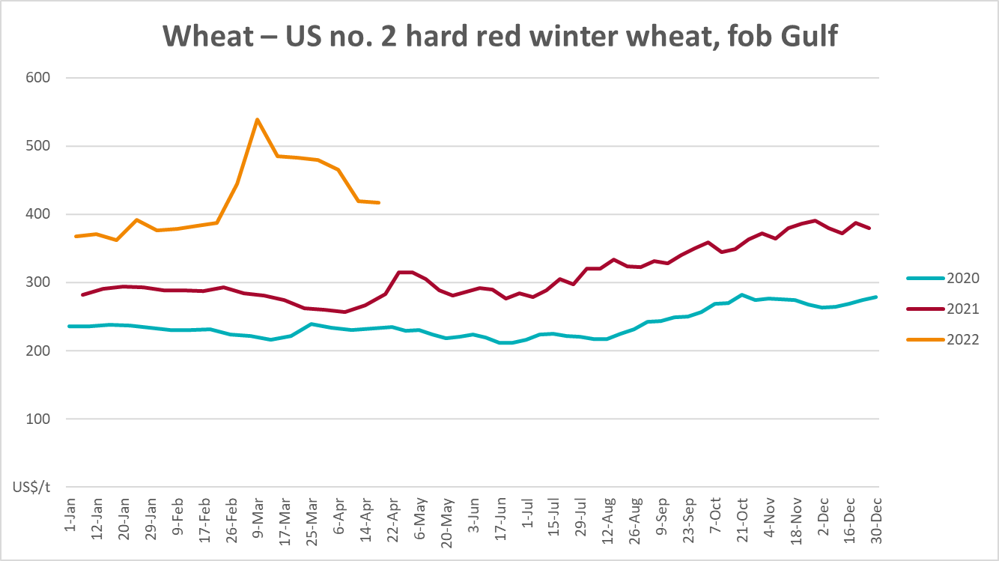 Wheat – US no. 2 hard red winter wheat, fob Gulf
600
500
400
300
200
100
US$/t
1-Jan
12-Jan
20-Jan
29-Jan
9-Feb
17-Feb
26-Feb
9-Mar
17-Mar
25-Mar
6-Apr
14-Apr
22-Apr
6-May
20-May
3-Jun
17-Jun
1-Jul
15-Jul
29-Jul
12-Aug
26-Aug
9-Sep
23-Sep
7-Oct
21-Oct
4-Nov
18-Nov
2-Dec
16-Dec
30-Dec
2020
2021
2022